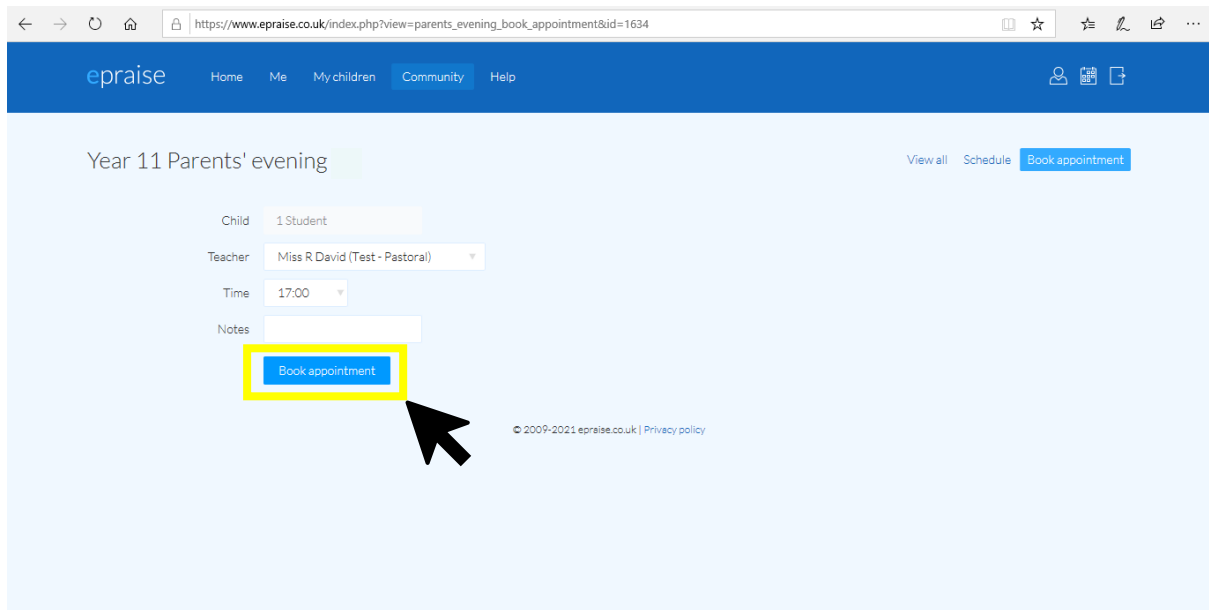 https://www.epraise.co.uk/index.php?view=parents_evening_book_appointment&id=1634
epraise Home Me My children Community Help
Year 11 Parents' evening View all Schedule Book appointment
Child 1 Student
Teacher Miss R David (Test - Pastoral)
Time 17:00
Notes
Book appointment
© 2009-2021 epraise.co.uk | Privacy policy